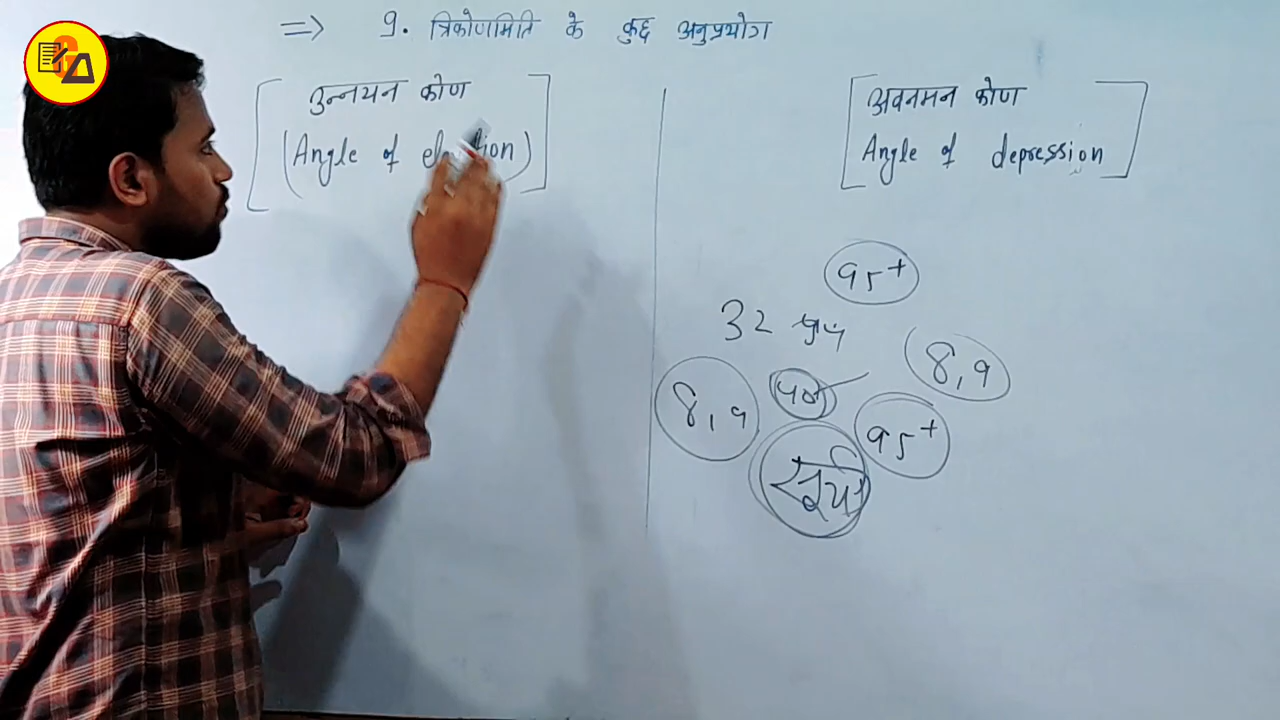 => 9. त्रिकोणमिति के कुछ अनुप्रयोग
उन्नयन कोण
(Angle of elevation)
अवनमन कोण
Angle of depression
95+
32
8,9
8,9
95+
सूर्या